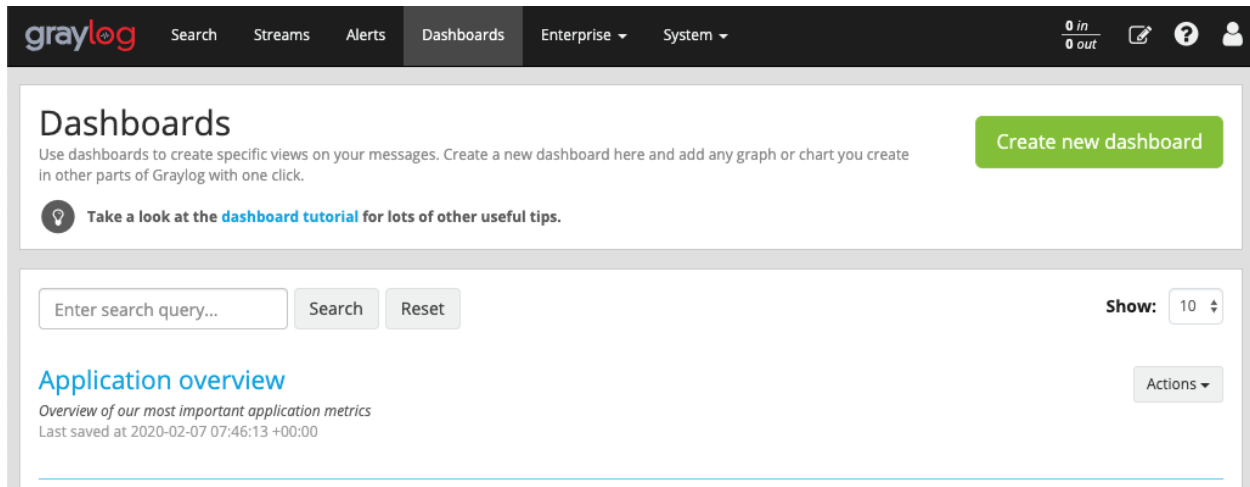 graylog Search Streams Alerts Dashboards Enterprise System 0 in
0 out
Dashboards
Create new dashboard
Use dashboards to create specific views on your messages. Create a new dashboard here and add any graph or chart you create
in other parts of Graylog with one click.
Take a look at the dashboard tutorial for lots of other useful tips.
Enter search query... Search Reset Show: 10
Application overview
Actions
Overview of our most important application metrics
Last saved at 2020-02-07 07:46:13 +00:00